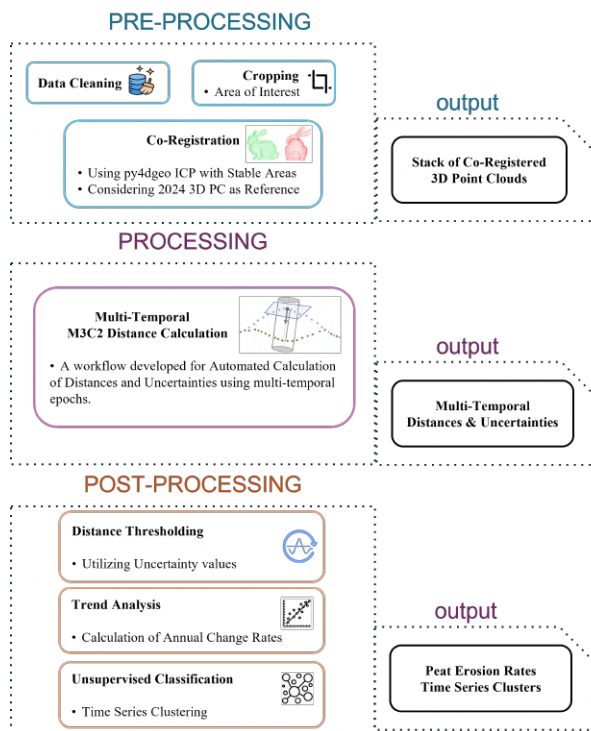 PRE-PROCESSING
Data Cleaning
Cropping
• Area of Interest
Co-Registration
• Using py4dgeo ICP with Stable Areas
• Considering 2024 3D PC as Reference
output
Stack of Co-Registered
3D Point Clouds
PROCESSING
Multi-Temporal
M3C2 Distance Calculation
• A workflow developed for Automated Calculation
of Distances and Uncertainties using multi-temporal
epochs.
output
Multi-Temporal
Distances & Uncertainties
POST-PROCESSING
Distance Thresholding
• Utilizing Uncertainty values
Trend Analysis
• Calculation of Annual Change Rates
Unsupervised Classification
• Time Series Clustering
output
Peat Erosion Rates
Time Series Clusters